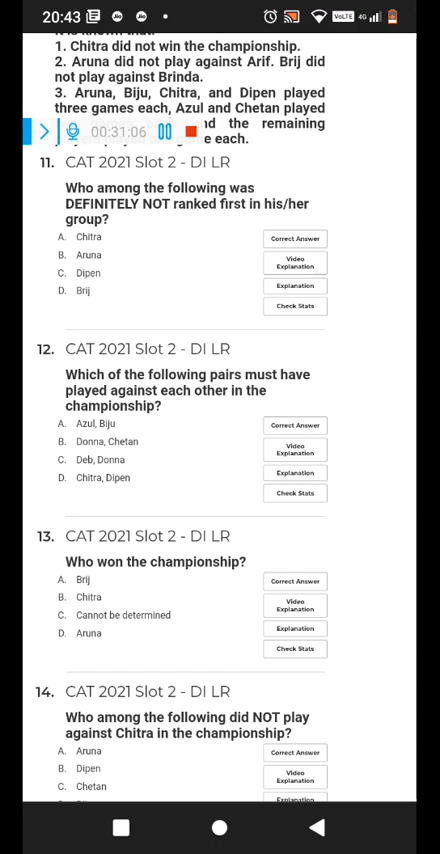 20:43 Jio Jio VoLTE 4G
1. Chitra did not win the championship.
2. Aruna did not play against Arif. Brij did
not play against Brinda.
3. Aruna, Biju, Chitra, and Dipen played
three games each, Azul and Chetan played
nd the remaining
00:31:06
e each.
11. CAT 2021 Slot 2 - DI LR
Who among the following was
DEFINITELY NOT ranked first in his/her
group?
A. Chitra
B. Aruna
C. Dipen
D. Brij
Correct Answer
Video
Explanation
Explanation
Check Stats
12. CAT 2021 Slot 2 - DI LR
Which of the following pairs must have
played against each other in the
championship?
A. Azul, Biju
B. Donna, Chetan
C. Deb, Donna
D. Chitra, Dipen
Correct Answer
Video
Explanation
Explanation
Check Stats
13. CAT 2021 Slot 2 - DI LR
Who won the championship?
A. Brij
B. Chitra
C. Cannot be determined
D. Aruna
Correct Answer
Video
Explanation
Explanation
Check Stats
14. CAT 2021 Slot 2 - DI LR
Who among the following did NOT play
against Chitra in the championship?
A. Aruna
B. Dipen
C. Chetan
Correct Answer
Video
Explanation
Explanation